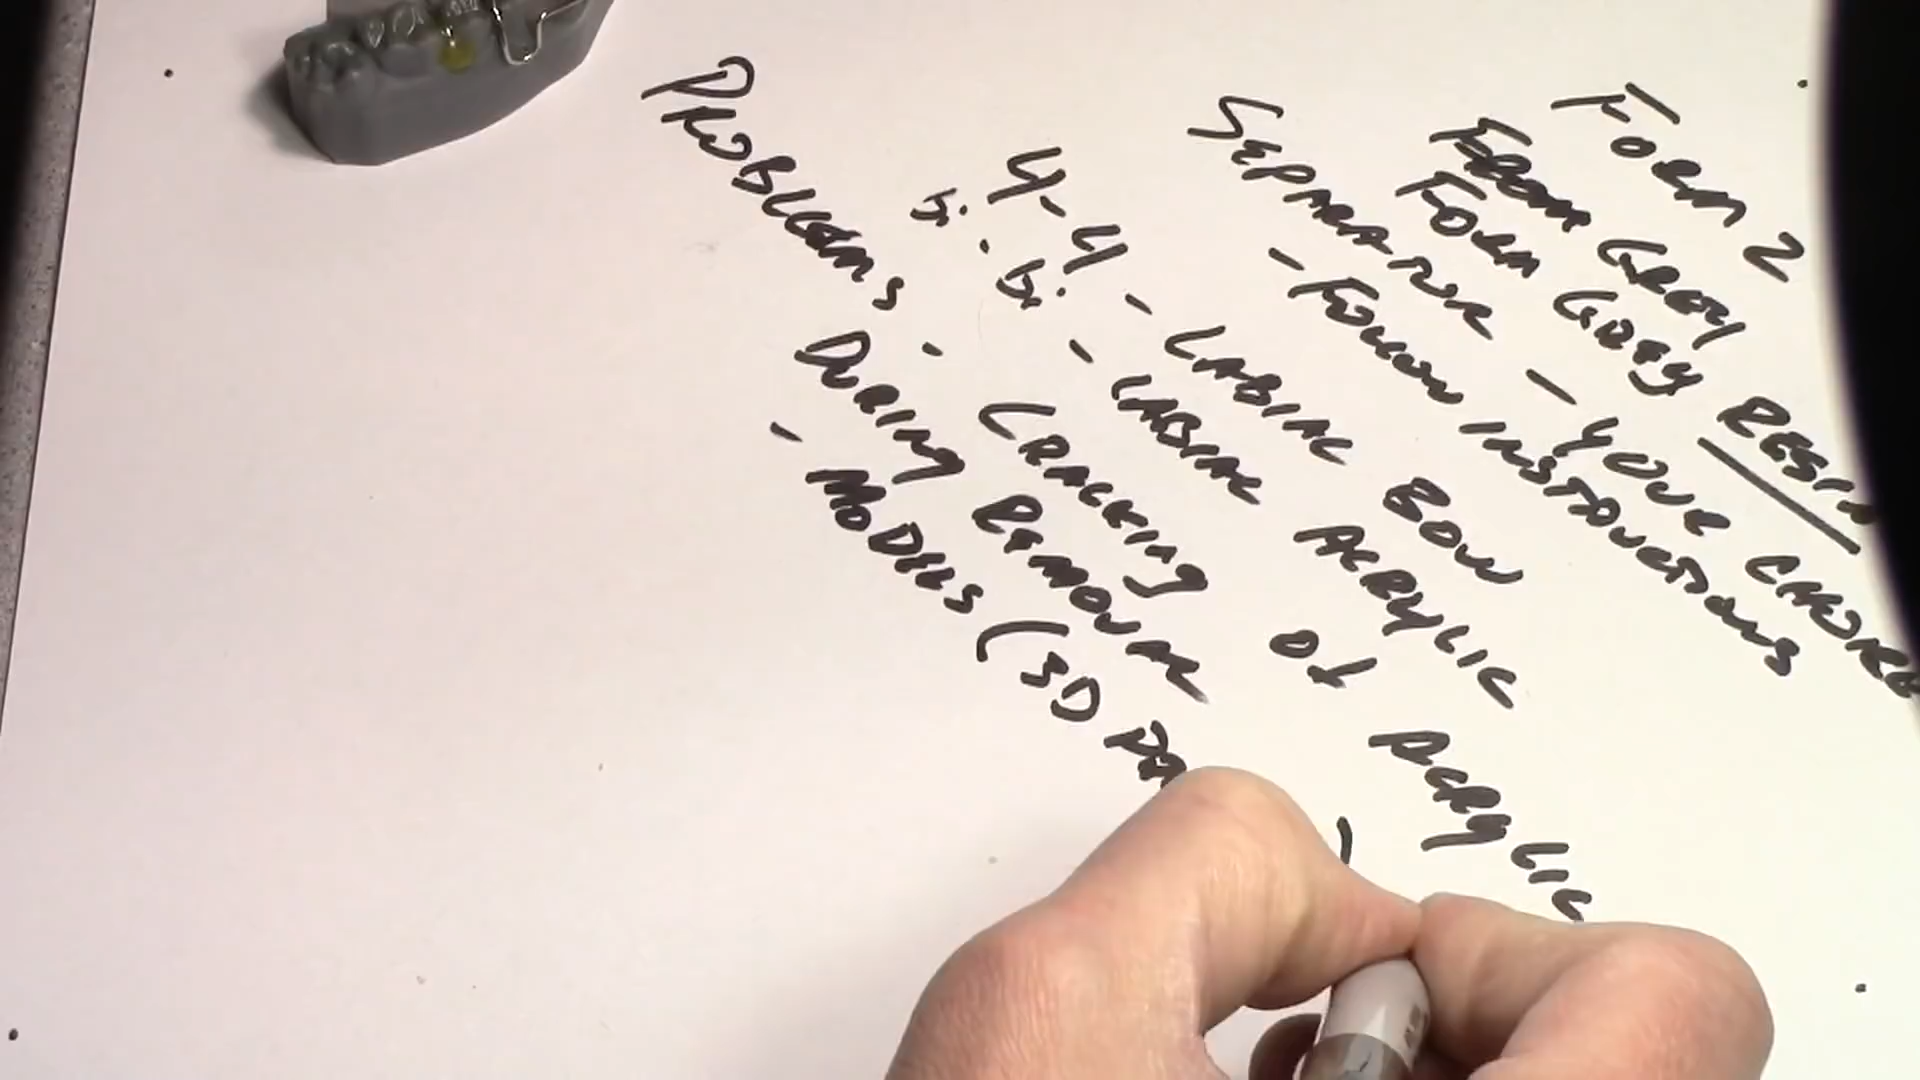 FORM 2
FORM GREY
FORM GREY RESIN
SEPARATOR - YOUR CHOICE
- FOLLOW INSTRUCTIONS
4-4 - LABIAL BOW
5. . 5. - LABIAL ACRYLIC
PROBLEMS - CRACKING OF ACRYLIC
DURING REMOVAL
- MODELS (3D